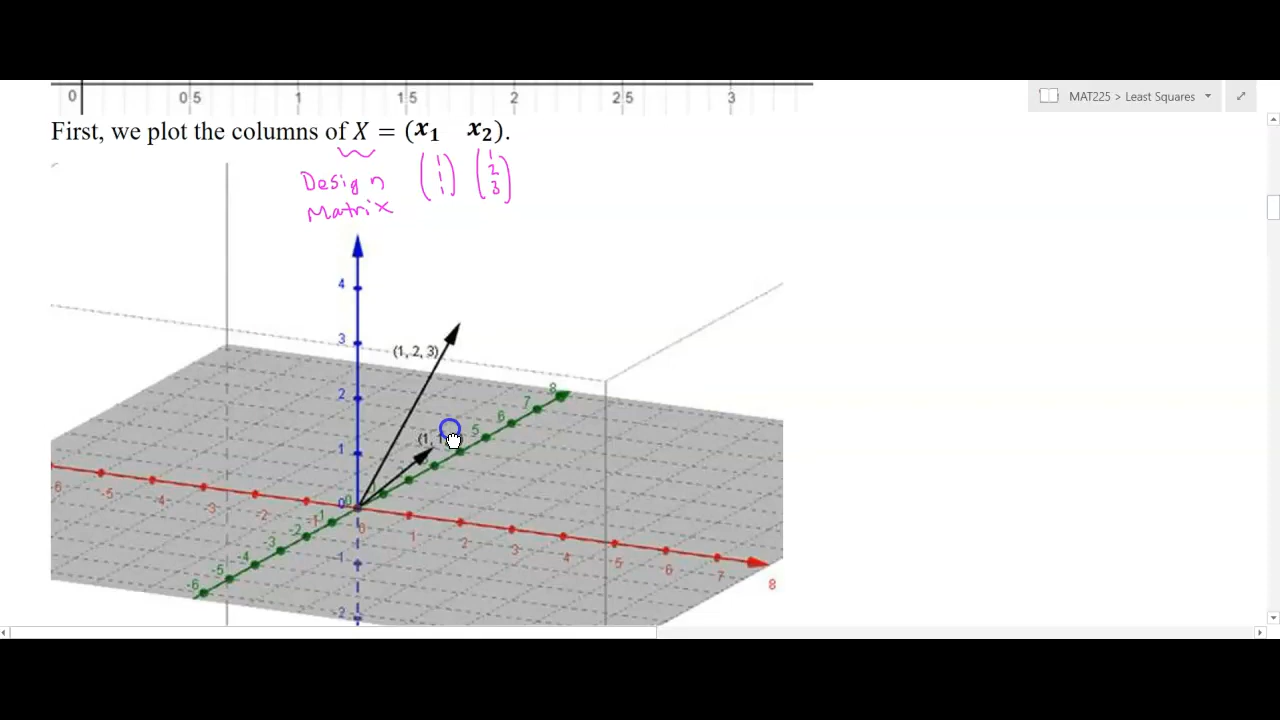 0 0.5 1 1.5 2 2.5 3
MAT225 > Least Squares
First, we plot the columns of X = (x₁ x₂).
Design
Matrix
(1 1 1) (1 2 3)
4
3
2
1
0
-1
-2
(1, 2, 3)
(1, 1
8
7
6
5
0
-1
-2
-3
-4
-5
-6
-6 -5 -4 -3 -2 -1 0 1 2 3 4 5 6 7 8